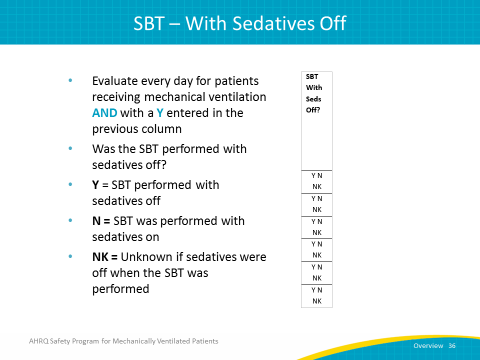 SBT – With Sedatives Off
• Evaluate every day for patients
receiving mechanical ventilation
AND with a Y entered in the
previous column
• Was the SBT performed with
sedatives off?
• Y = SBT performed with
sedatives off
• N = SBT was performed with
sedatives on
• NK = Unknown if sedatives were
off when the SBT was
performed
SBT
With
Seds
Off?
Y N
NK
Y N
NK
Y N
NK
Y N
NK
Y N
NK
Y N
NK
AHRQ Safety Program for Mechanically Ventilated Patients
Overview 36